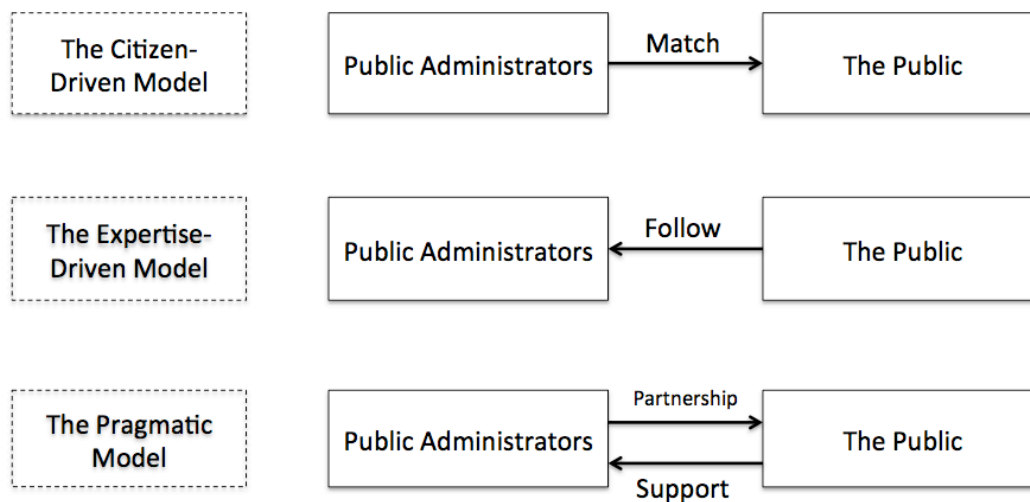 The Citizen-
Driven Model
Public Administrators
Match
The Public
The Expertise-
Driven Model
Public Administrators
Follow
The Public
The Pragmatic
Model
Public Administrators
Partnership
Support
The Public